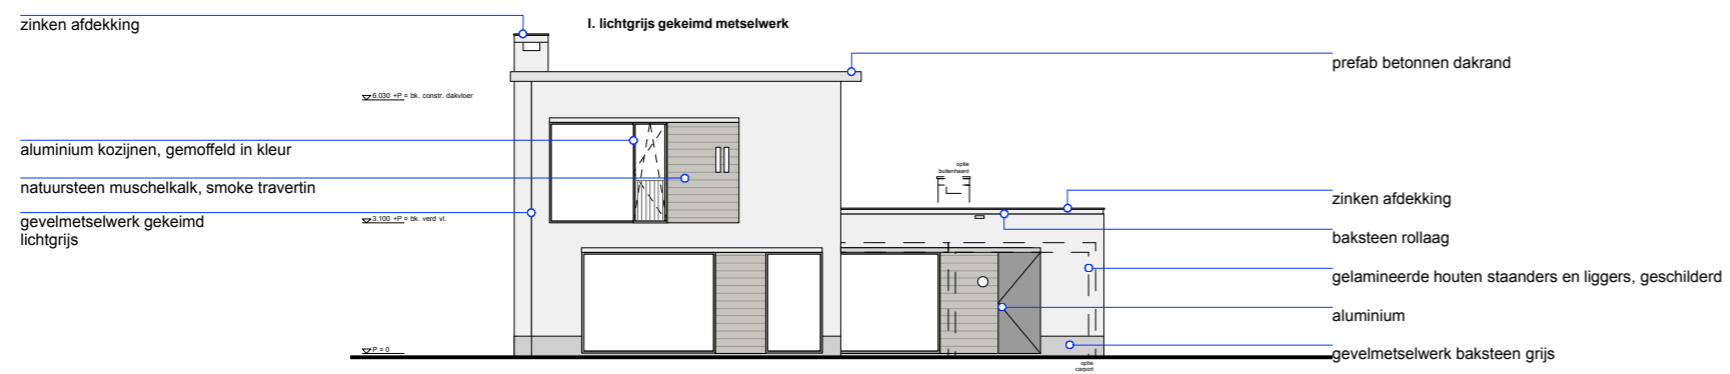 zinken afdekking
I. lichtgrijs gekeimd metselwerk
prefab betonnen dakrand
6.030 +P = bk. constr. dakvloer
aluminium kozijnen, gemoffeld in kleur
natuursteen muschelkalk, smoke travertin
gevelmetselwerk gekeimd
lichtgrijs
3.100 +P = bk. verd vl.
optie
buitenhaard
zinken afdekking
baksteen rollaag
gelamineerde houten staanders en liggers, geschilderd
aluminium
gevelmetselwerk baksteen grijs
P = 0
optie
carport